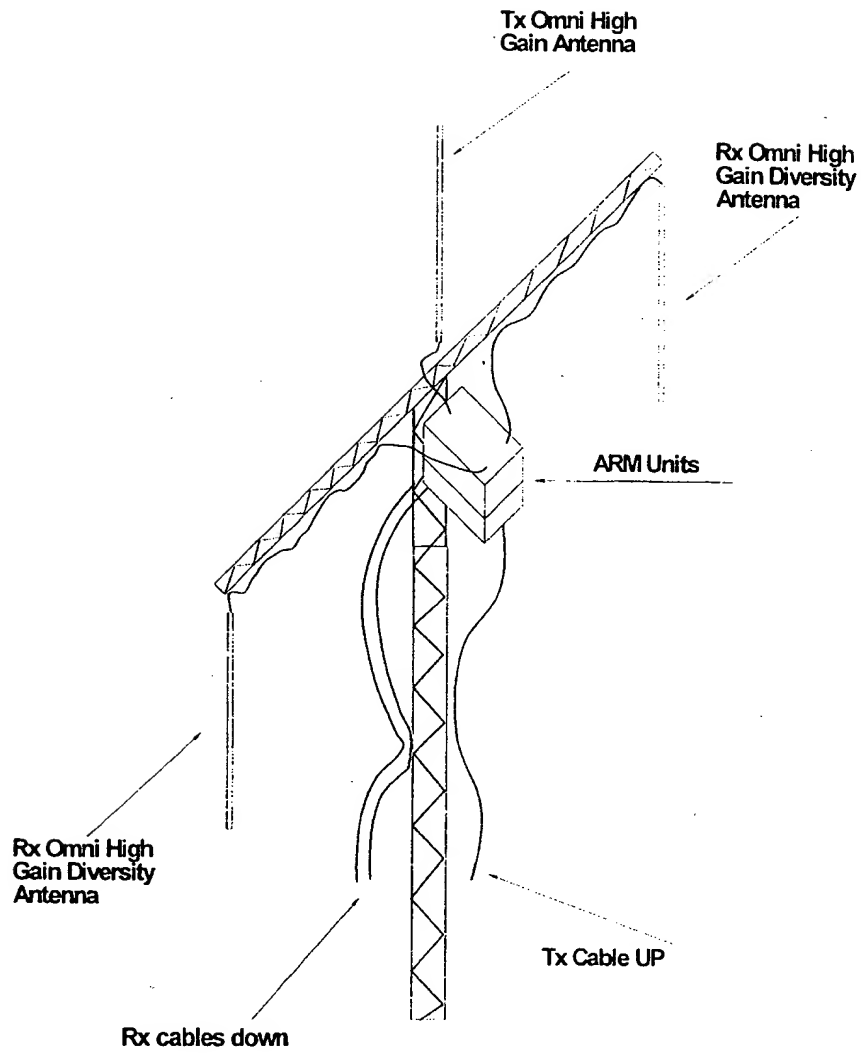 Tx Omni High
Gain Antenna
Rx Omni High
Gain Diversity
Antenna
ARM Units
Rx Omni High
Gain Diversity
Antenna
Tx Cable UP
Rx cables down